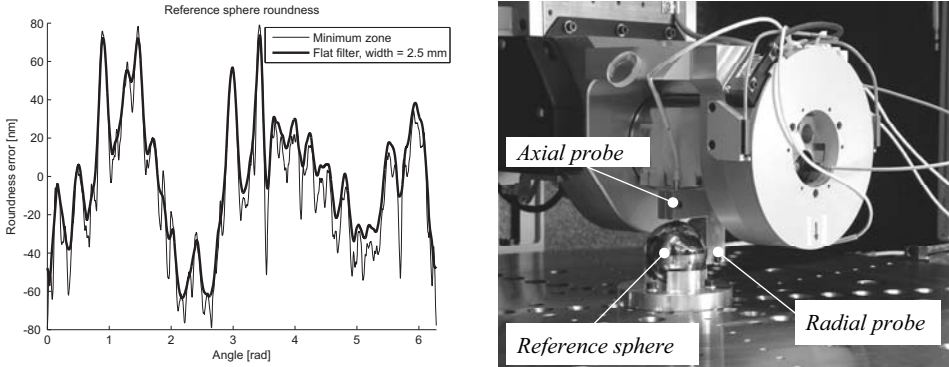 Reference sphere roundness
Minimum zone
Flat filter, width = 2.5 mm
Roundness error [nm]
80
60
40
20
0
-20
-40
-60
-80
0 1 2 3 4 5 6
Angle [rad]
Axial probe
Reference sphere
Radial probe